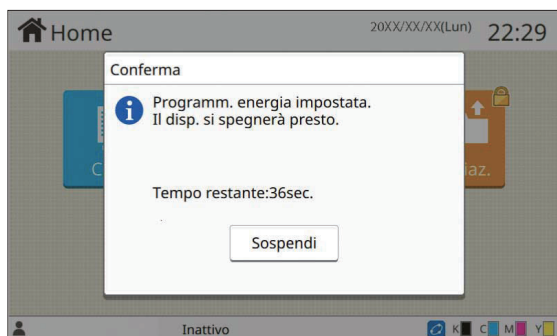 Home
20XX/XX/XX(Lun) 22:29
Conferma
Programm. energia impostata.
Il disp. si spegnerà presto.
C
iaz.
Tempo restante:36sec.
Sospendi
Inattivo
K C M Y